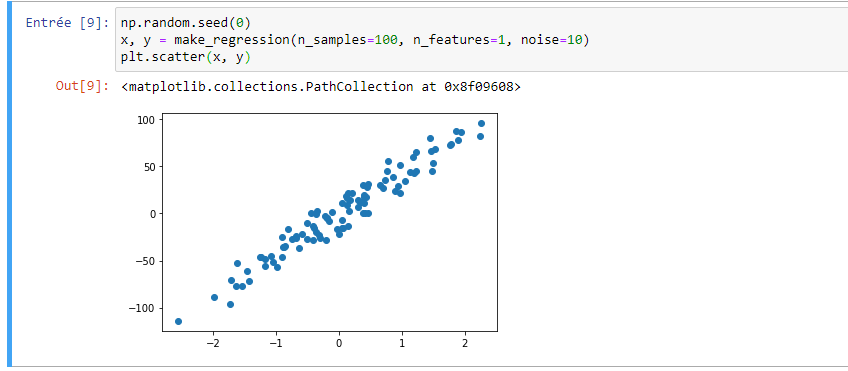 Entrée [9]: np.random.seed(0)
x, y = make_regression(n_samples=100, n_features=1, noise=10)
plt.scatter(x, y)
Out[9]: <matplotlib.collections.PathCollection at 0x8f09608>
100
50
0
−50
−100
−2 −1 0 1 2